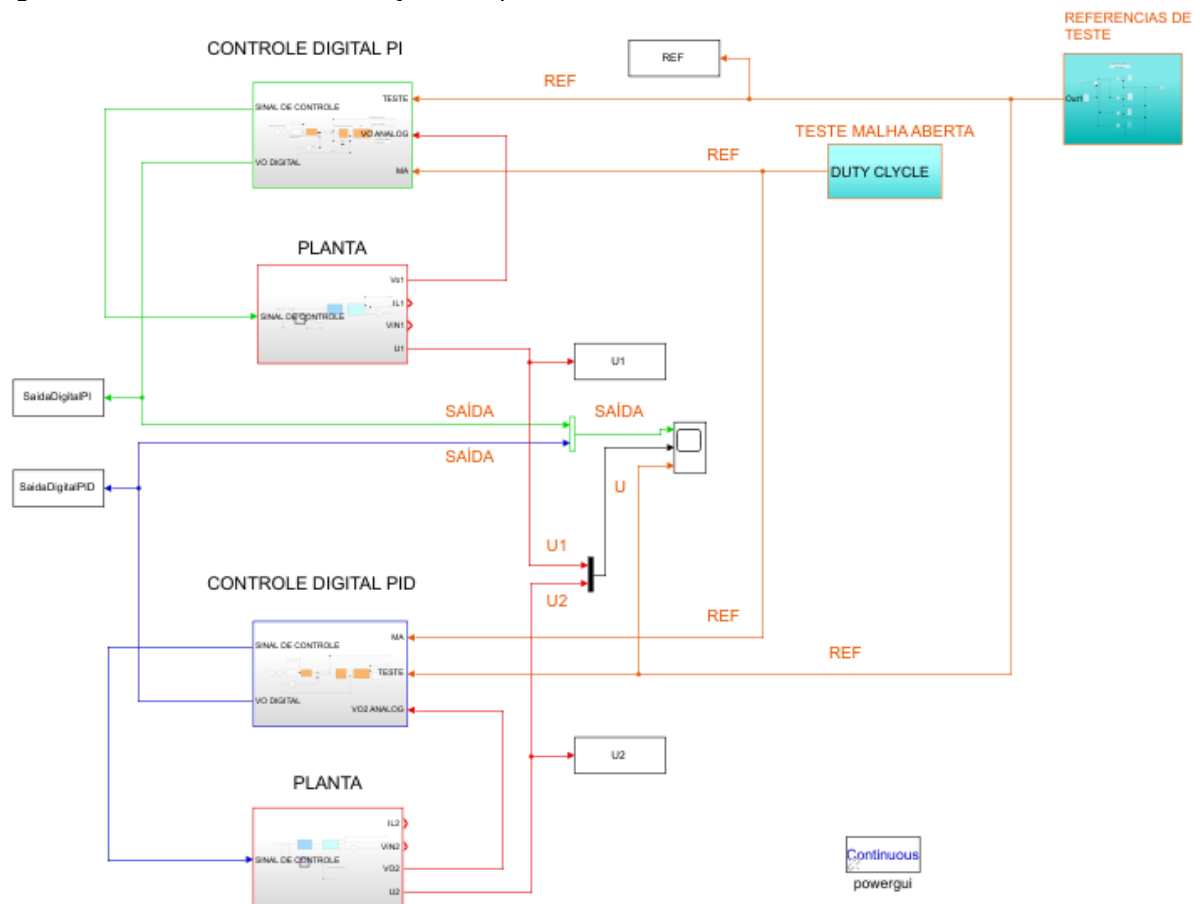 REFERENCIAS DE
TESTE
CONTROLE DIGITAL PI
REF
REF
TESTE
SINAL DE CONTROLE
VO ANALOG
VO DIGITAL
MA
Out1
TESTE MALHA ABERTA
REF
DUTY CLYCLE
PLANTA
Vo1
IL1
SINAL DE CONTROLE
VIN1
U1
U1
SaidaDigitalPI
SAÍDA
SAÍDA
SAÍDA
SaidaDigitalPID
U
U1
U2
CONTROLE DIGITAL PID
REF
MA
SINAL DE CONTROLE
TESTE
REF
VO DIGITAL
VO2 ANALOG
U2
PLANTA
IL2
VIN2
SINAL DE CONTROLE
VO2
U2
Continuous
powergui